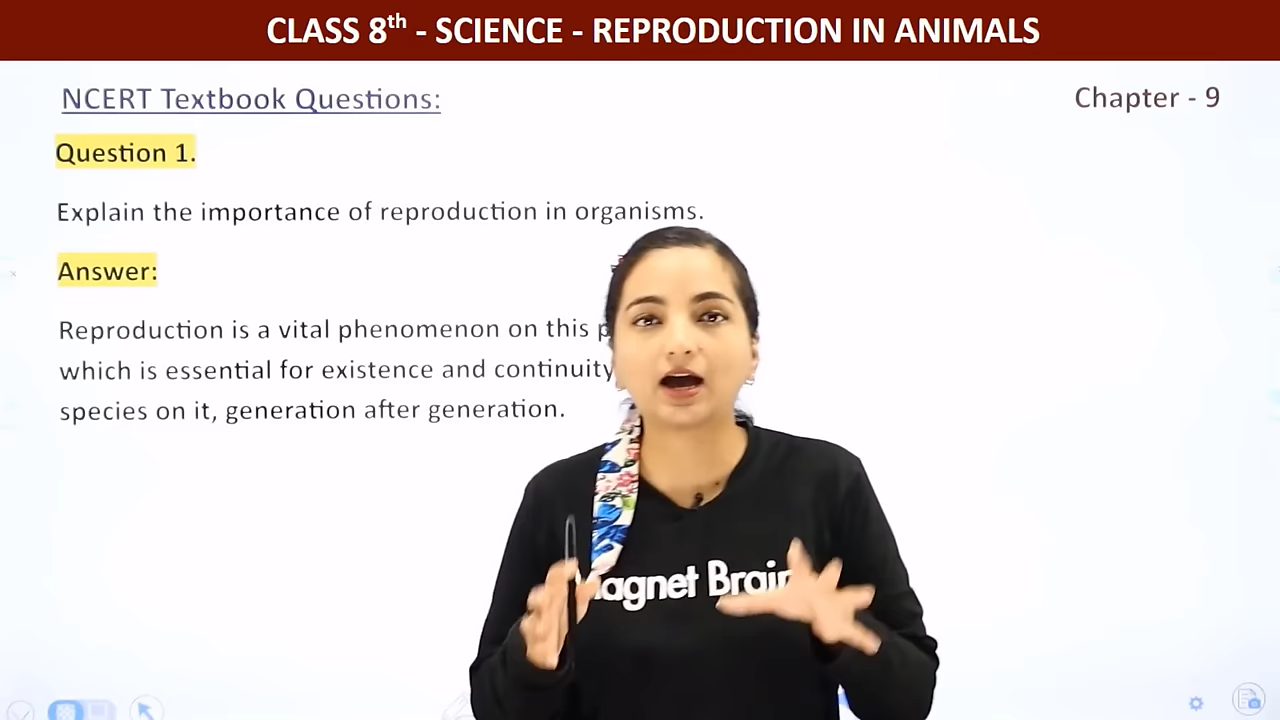 CLASS 8th - SCIENCE - REPRODUCTION IN ANIMALS
NCERT Textbook Questions:
Chapter - 9
Question 1.
Explain the importance of reproduction in organisms.
Answer:
Reproduction is a vital phenomenon on this
which is essential for existence and continuity
species on it, generation after generation.
Magnet Brain